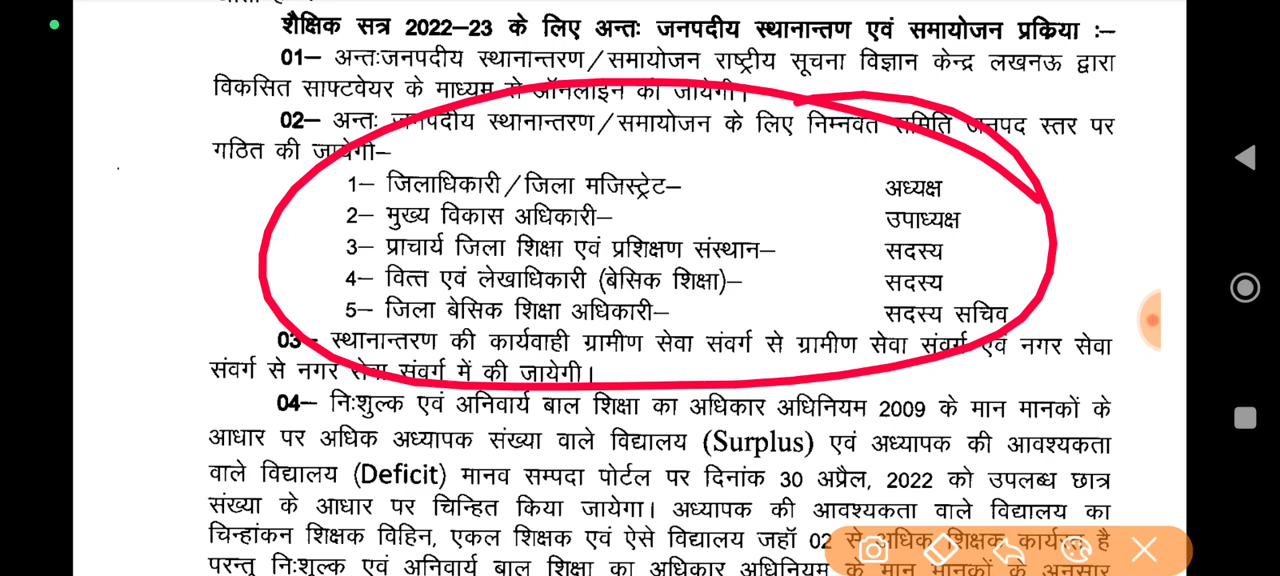 शैक्षिक सत्र 2022–23 के लिए अन्तः जनपदीय स्थानान्तण एवं समायोजन प्रकिया :–
01– अन्तःजनपदीय स्थानान्तरण/समायोजन राष्ट्रीय सूचना विज्ञान केन्द्र लखनऊ द्वारा
विकसित साफ्टवेयर के माध्यम से ऑनलाइन की जायेगी।
02– अन्तः जनपदीय स्थानान्तरण/समायोजन के लिए निम्नवत समिति जनपद स्तर पर
गठित की जायेगी–
1– जिलाधिकारी/जिला मजिस्ट्रेट– अध्यक्ष
2– मुख्य विकास अधिकारी– उपाध्यक्ष
3– प्राचार्य जिला शिक्षा एवं प्रशिक्षण संस्थान– सदस्य
4– वित्त एवं लेखाधिकारी (बेसिक शिक्षा)– सदस्य
5– जिला बेसिक शिक्षा अधिकारी– सदस्य सचिव
03– स्थानान्तरण की कार्यवाही ग्रामीण सेवा संवर्ग से ग्रामीण सेवा संवर्ग एवं नगर सेवा
संवर्ग से नगर सेवा संवर्ग में की जायेगी।
04– निःशुल्क एवं अनिवार्य बाल शिक्षा का अधिकार अधिनियम 2009 के मान मानकों के
आधार पर अधिक अध्यापक संख्या वाले विद्यालय (Surplus) एवं अध्यापक की आवश्यकता
वाले विद्यालय (Deficit) मानव सम्पदा पोर्टल पर दिनांक 30 अप्रैल, 2022 को उपलब्ध छात्र
संख्या के आधार पर चिन्हित किया जायेगा। अध्यापक की आवश्यकता वाले विद्यालय का
चिन्हांकन शिक्षक विहिन, एकल शिक्षक एवं ऐसे विद्यालय जहॉ 02 से अधिक शिक्षक कार्यरत है
परन्तु निःशुल्क एवं अनिवार्य बाल शिक्षा का अधिकार अधिनियम के मान मानकों के अनुसार